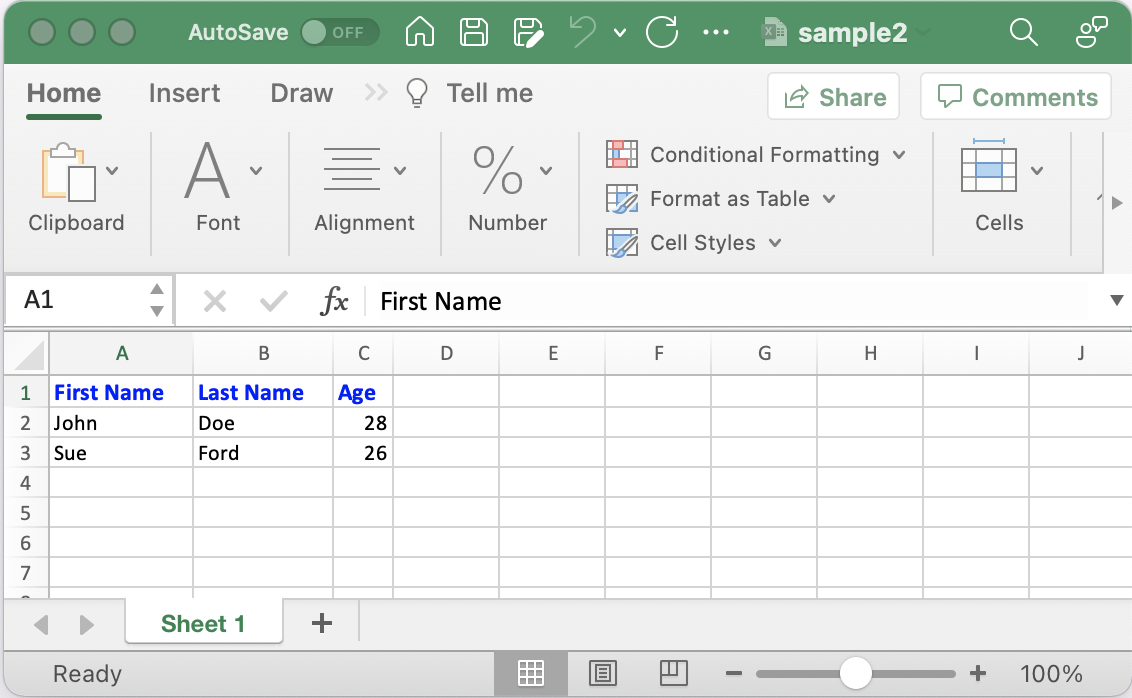 AutoSave OFF sample2
Home Insert Draw Tell me Share Comments
Conditional Formatting
Format as Table
Cell Styles
Clipboard Font Alignment Number Cells
A1 fx First Name
A B C D E F G H I J
1 First Name Last Name Age
2 John Doe 28
3 Sue Ford 26
4
5
6
7
Sheet 1 +
Ready 100%